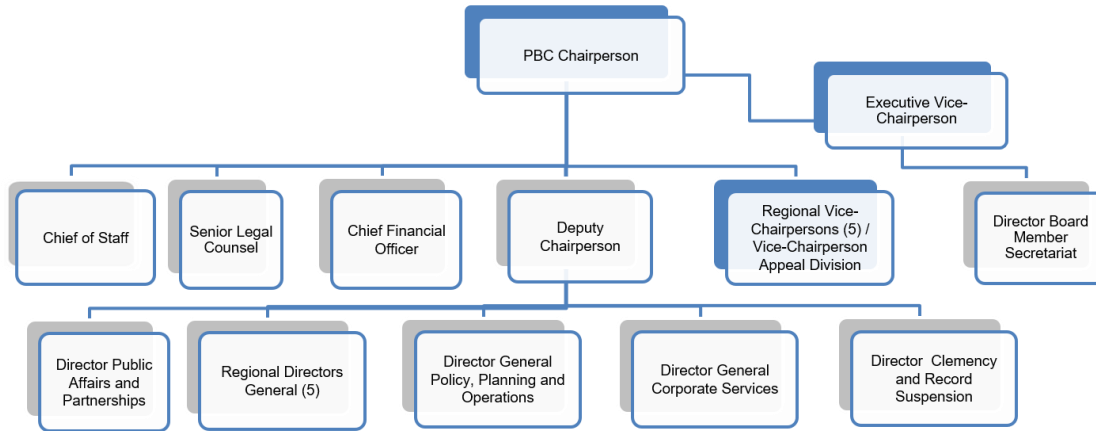 PBC Chairperson
Executive Vice-
Chairperson
Chief of Staff
Senior Legal
Counsel
Chief Financial
Officer
Deputy
Chairperson
Regional Vice-
Chairpersons (5) /
Vice-Chairperson
Appeal Division
Director Board
Member
Secretariat
Director Public
Affairs and
Partnerships
Regional Directors
General (5)
Director General
Policy, Planning and
Operations
Director General
Corporate Services
Director Clemency
and Record
Suspension